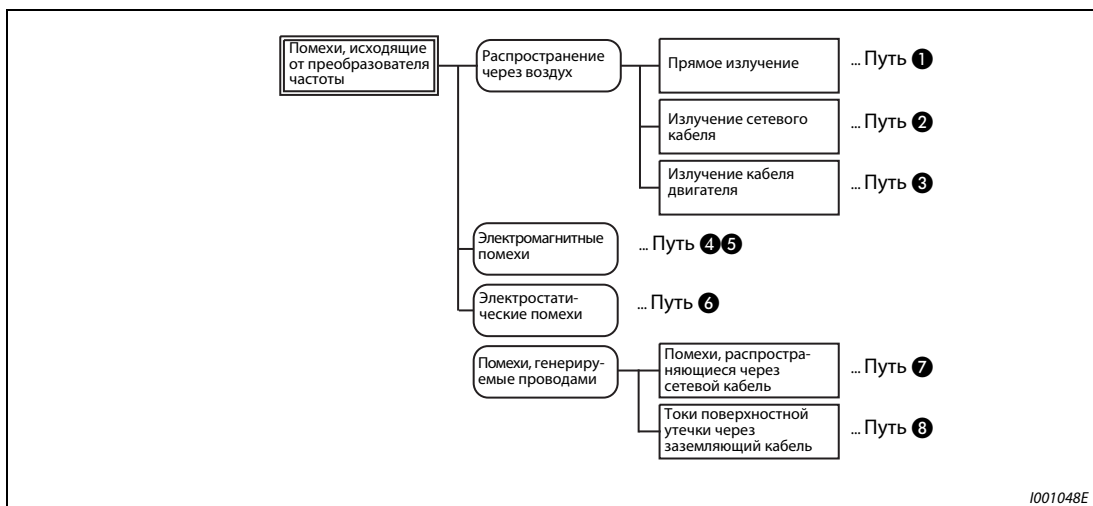 Помехи, исходящие
от преобразователя
частоты
Распространение
через воздух
Прямое излучение
... Путь ❶
Излучение сетевого
кабеля
... Путь ❷
Излучение кабеля
двигателя
... Путь ❸
Электромагнитные
помехи
... Путь ❹❺
Электростати-
ческие помехи
... Путь ❻
Помехи, генериру-
емые проводами
Помехи, распростра-
няющиеся через
сетевой кабель
... Путь ❼
Токи поверхностной
утечки через
заземляющий кабель
... Путь ❽
I001048E